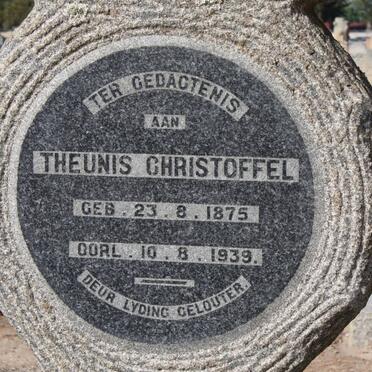 TER GEDACTENIS
AAN
THEUNIS CHRISTOFFEL
GEB. 23. 8. 1875
OORL. 10. 8. 1939.
DEUR LYDING GELOUTER.